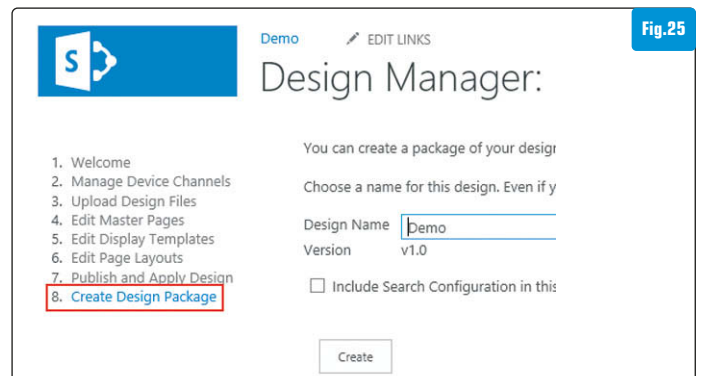 Fig.25
Demo EDIT LINKS
S
Design Manager:
1. Welcome
2. Manage Device Channels
3. Upload Design Files
4. Edit Master Pages
5. Edit Display Templates
6. Edit Page Layouts
7. Publish and Apply Design
8. Create Design Package
You can create a package of your desigr
Choose a name for this design. Even if y
Design Name Demo
Version v1.0
Include Search Configuration in this
Create